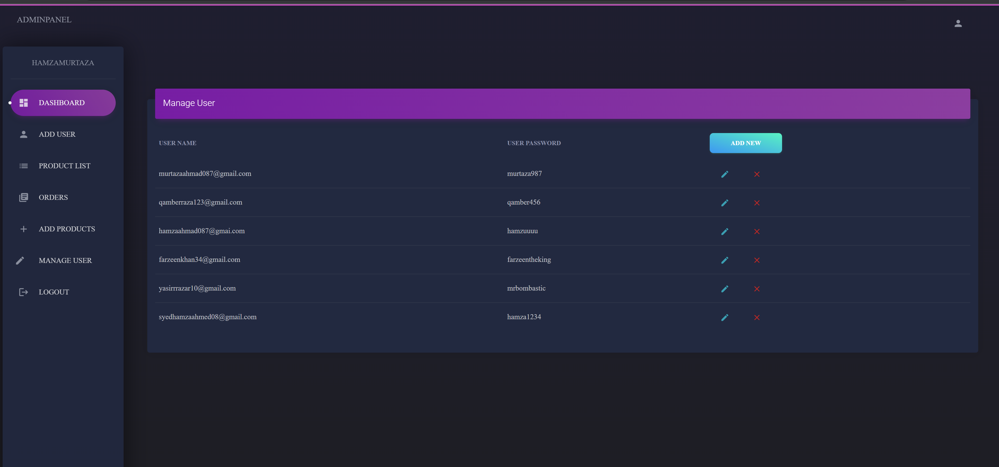 ADMINPANEL
HAMZAMURTAZA
DASHBOARD
ADD USER
PRODUCT LIST
ORDERS
ADD PRODUCTS
MANAGE USER
LOGOUT
Manage User
USER NAME USER PASSWORD ADD NEW
murtazaahmad087@gmail.com murtaza987
qamberraza123@gmail.com qamber456
hamzaahmad087@gmai.com hamzuuuu
farzeenkhan34@gmail.com farzeentheking
yasirrrazar10@gmail.com mrbombastic
syedhamzaahmed08@gmail.com hamza1234